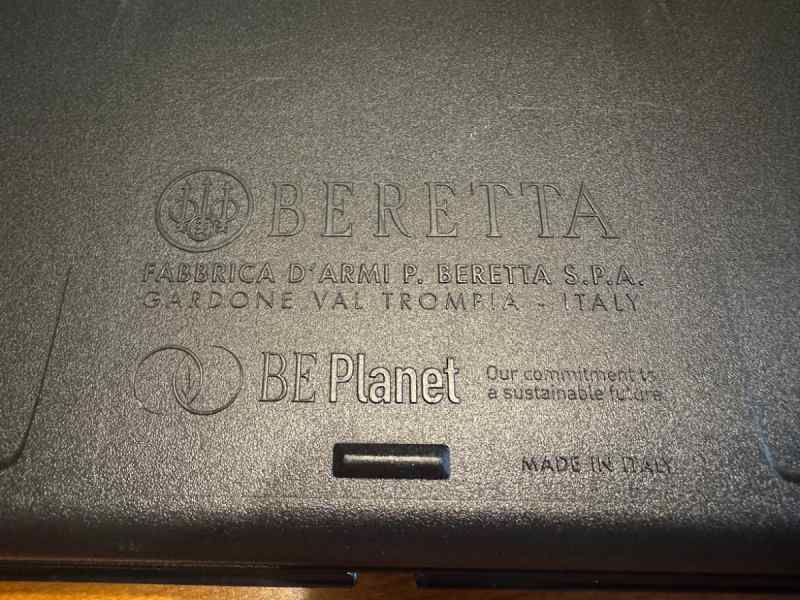 BERETTA
FABBRICA D'ARMI P. BERETTA S.P.A.
GARDONE VAL TROMPIA - ITALY
BE Planet
Our commitment to
a sustainable future
MADE IN ITALY